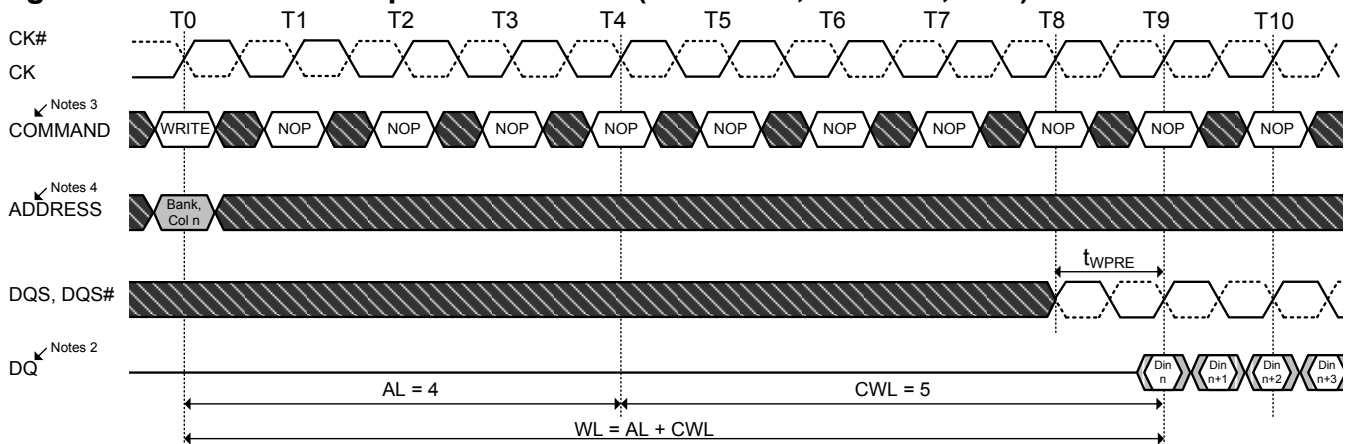 T0 T1 T2 T3 T4 T5 T6 T7 T8 T9 T10
CK#
CK
Notes 3
COMMAND WRITE NOP NOP NOP NOP NOP NOP NOP NOP NOP NOP
Notes 4
ADDRESS Bank,
Col n
tWPRE
DQS, DQS#
Notes 2
DQ Din Din Din Din
n n+1 n+2 n+3
AL = 4 CWL = 5
WL = AL + CWL